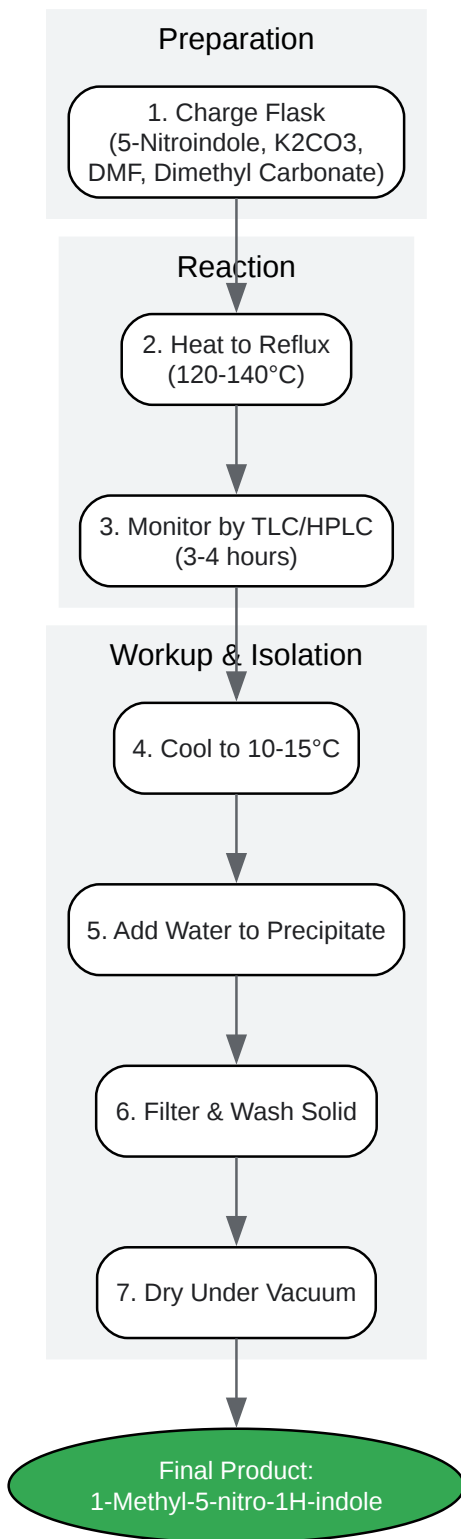 Preparation
1. Charge Flask
(5-Nitroindole, K2CO3,
DMF, Dimethyl Carbonate)
Reaction
2. Heat to Reflux
(120-140°C)
3. Monitor by TLC/HPLC
(3-4 hours)
Workup & Isolation
4. Cool to 10-15°C
5. Add Water to Precipitate
6. Filter & Wash Solid
7. Dry Under Vacuum
Final Product:
1-Methyl-5-nitro-1H-indole